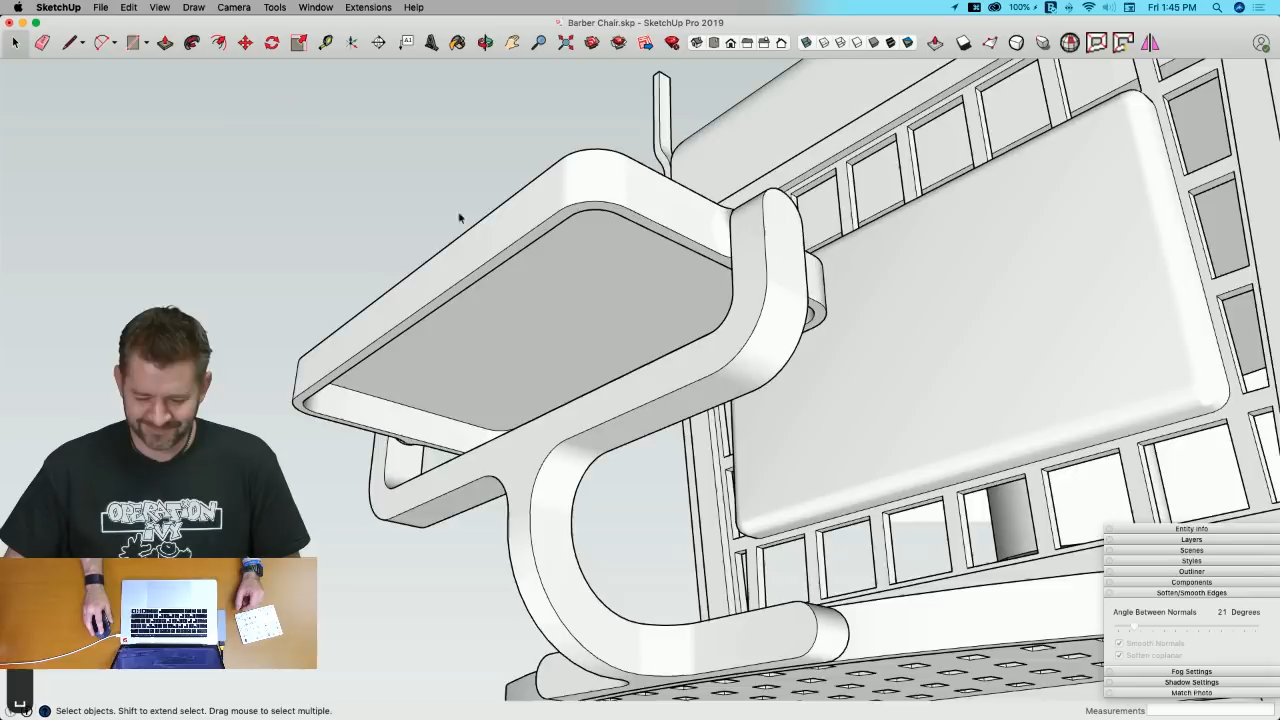 SketchUp File Edit View Draw Camera Tools Window Extensions Help 100% Fri 1:45 PM
Barber Chair.skp - SketchUp Pro 2019
OPERATION
IVY
Entity Info
Layers
Scenes
Styles
Outliner
Components
Soften/Smooth Edges
Angle Between Normals 21 Degrees
Smooth Normals
Soften coplanar
Fog Settings
Shadow Settings
Match Photo
Select objects. Shift to extend select. Drag mouse to select multiple.
Measurements